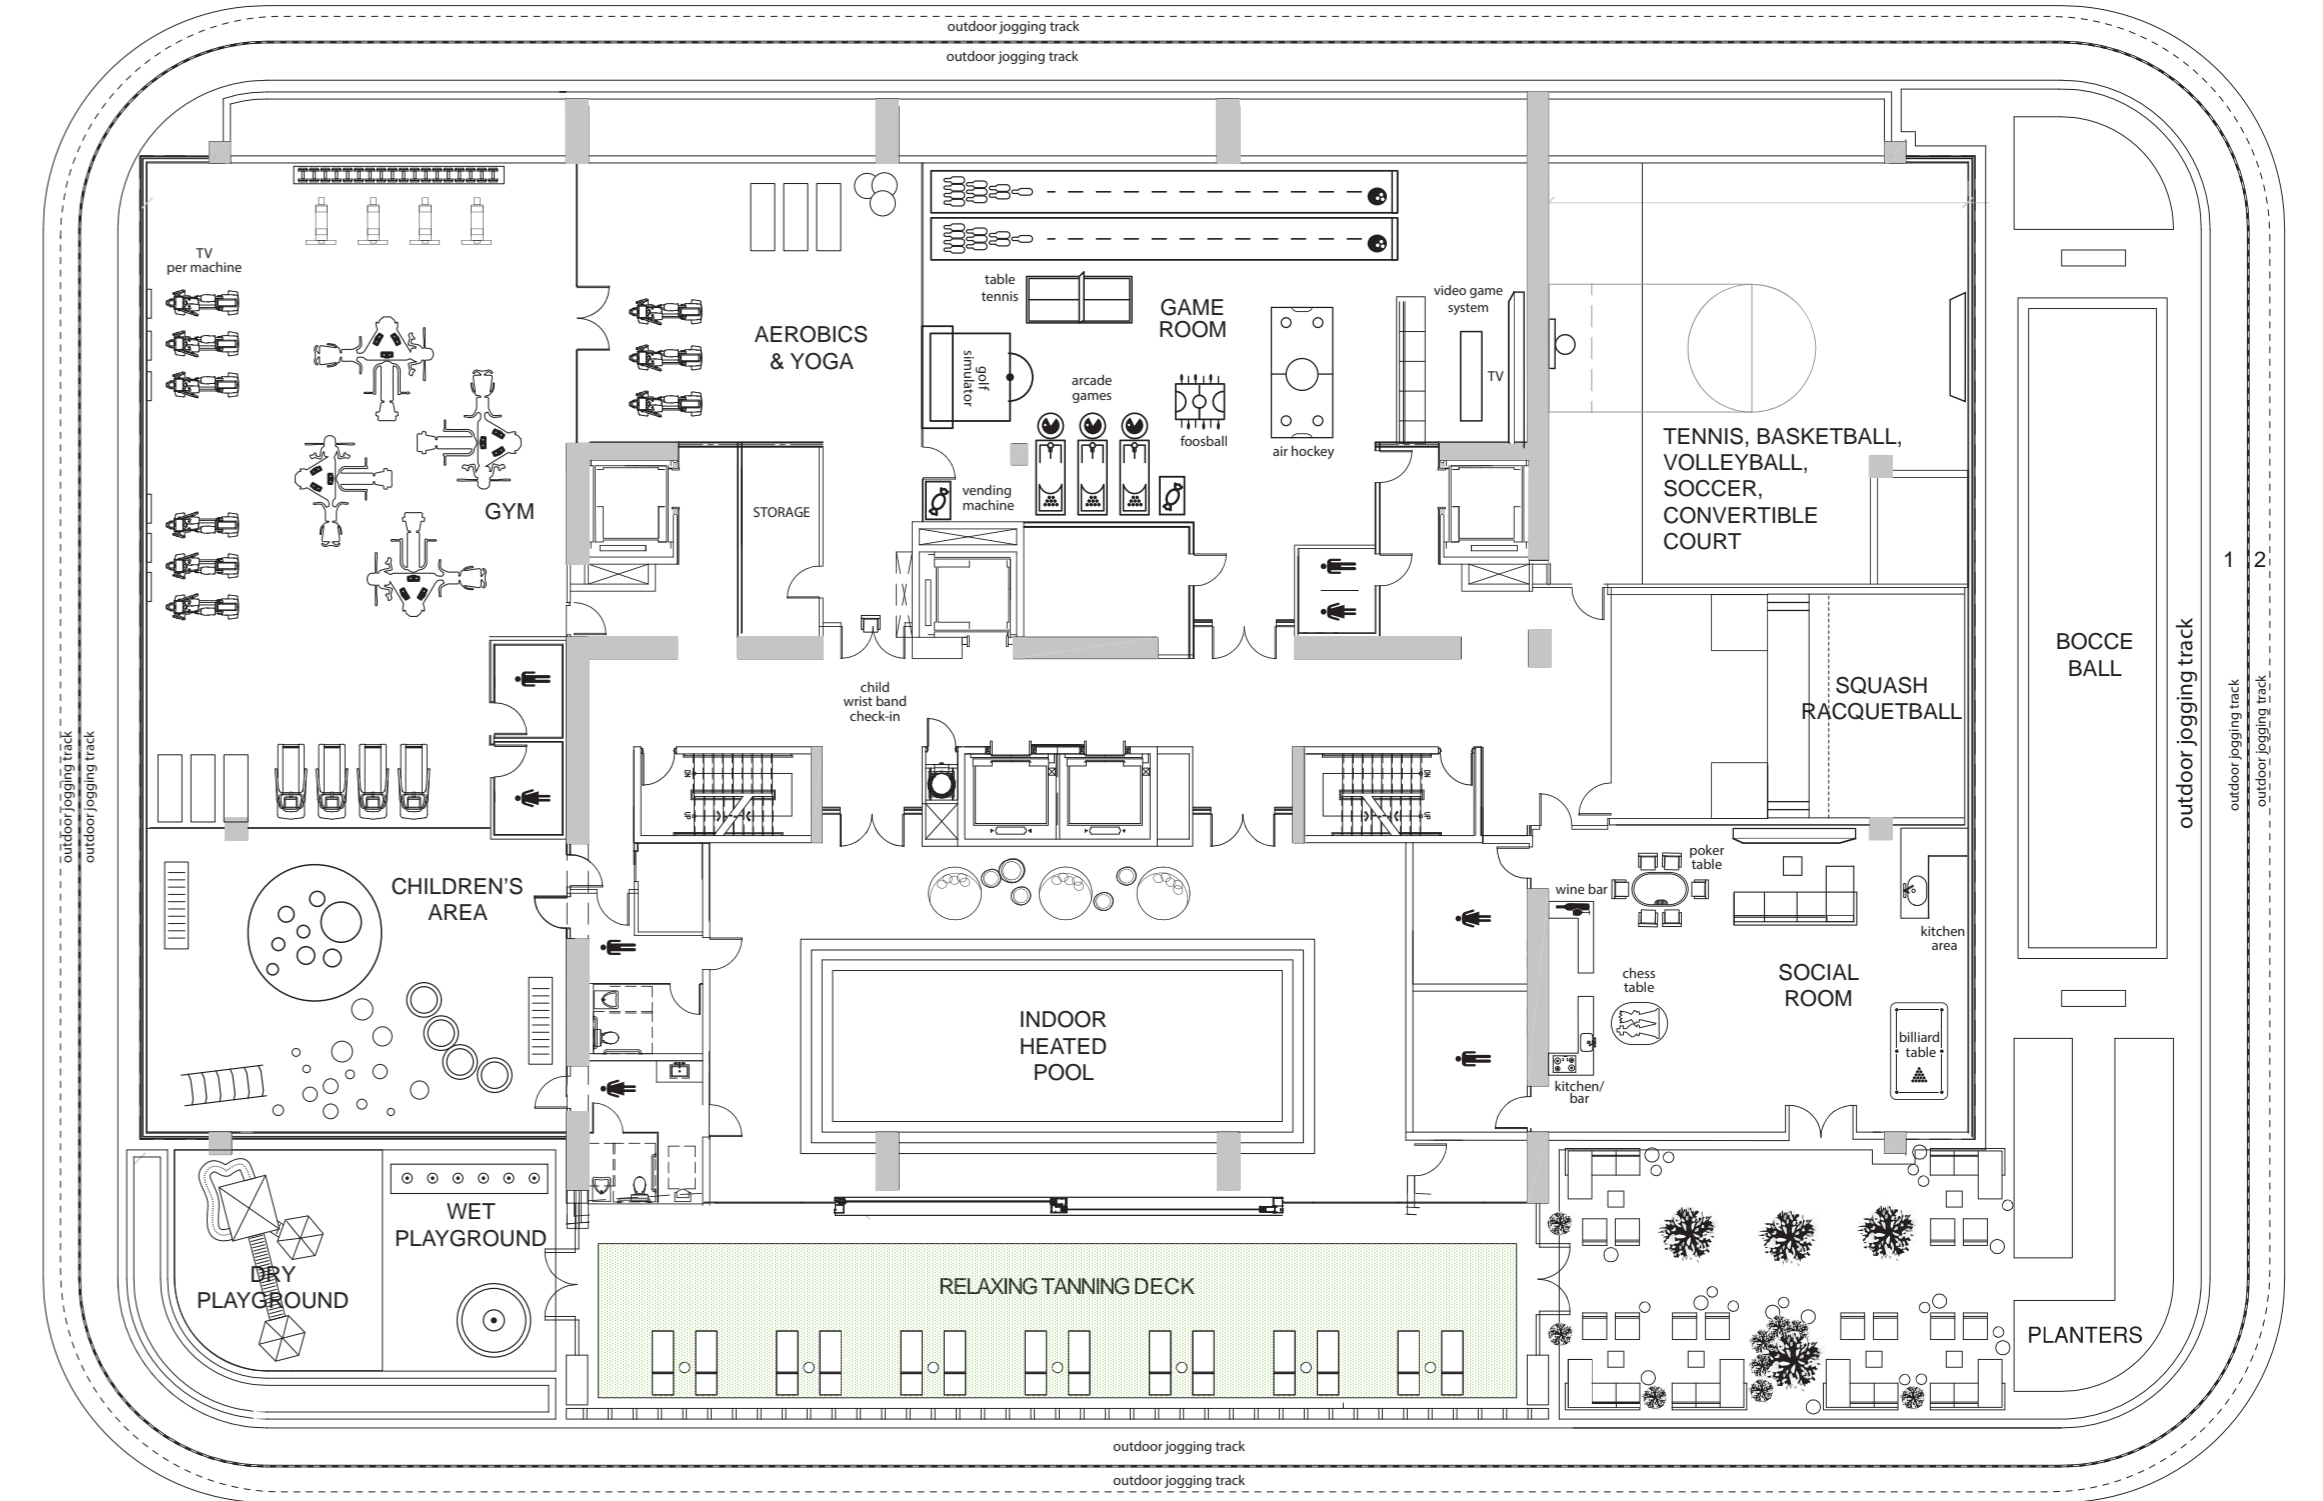 outdoor jogging track
outdoor jogging track
TV
per machine
table
tennis
GAME
ROOM
video game
system
AEROBICS
& YOGA
golf
simulator
TV
arcade
games
foosball
air hockey
TENNIS, BASKETBALL,
VOLLEYBALL,
SOCCER,
CONVERTIBLE
COURT
GYM
STORAGE
vending
machine
1 2
BOCCE
BALL
outdoor jogging track
outdoor jogging track
outdoor jogging track
outdoor jogging track
outdoor jogging track
child
wrist band
check-in
SQUASH
RACQUETBALL
DN
UP
DN
UP
CHILDREN'S
AREA
poker
table
wine bar
kitchen
area
chess
table
SOCIAL
ROOM
INDOOR
HEATED
POOL
billiard
table
kitchen/
bar
WET
PLAYGROUND
DRY
PLAYGROUND
RELAXING TANNING DECK
PLANTERS
outdoor jogging track
outdoor jogging track